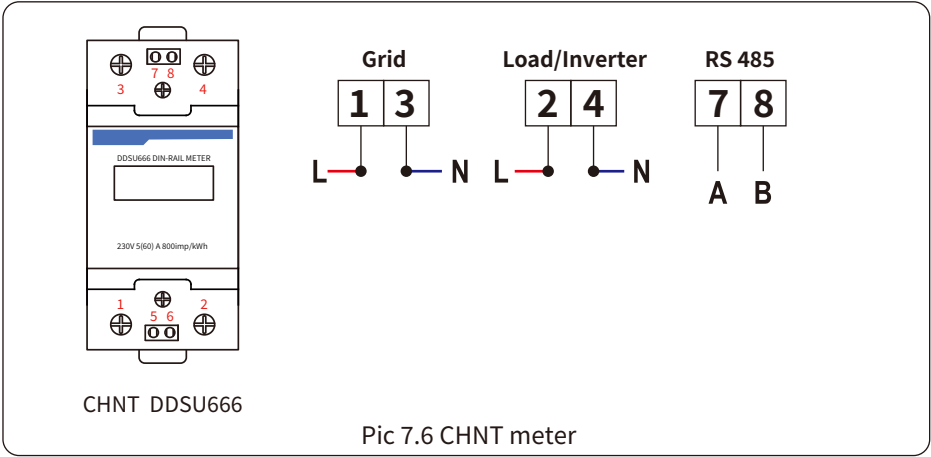 7 8
3 4
DDSU666 DIN-RAIL METER
230V 5(60) A 800imp/kWh
1 2
5 6
CHNT DDSU666
Grid
1 3
L N
Load/Inverter
2 4
L N
RS 485
7 8
A B
Pic 7.6 CHNT meter